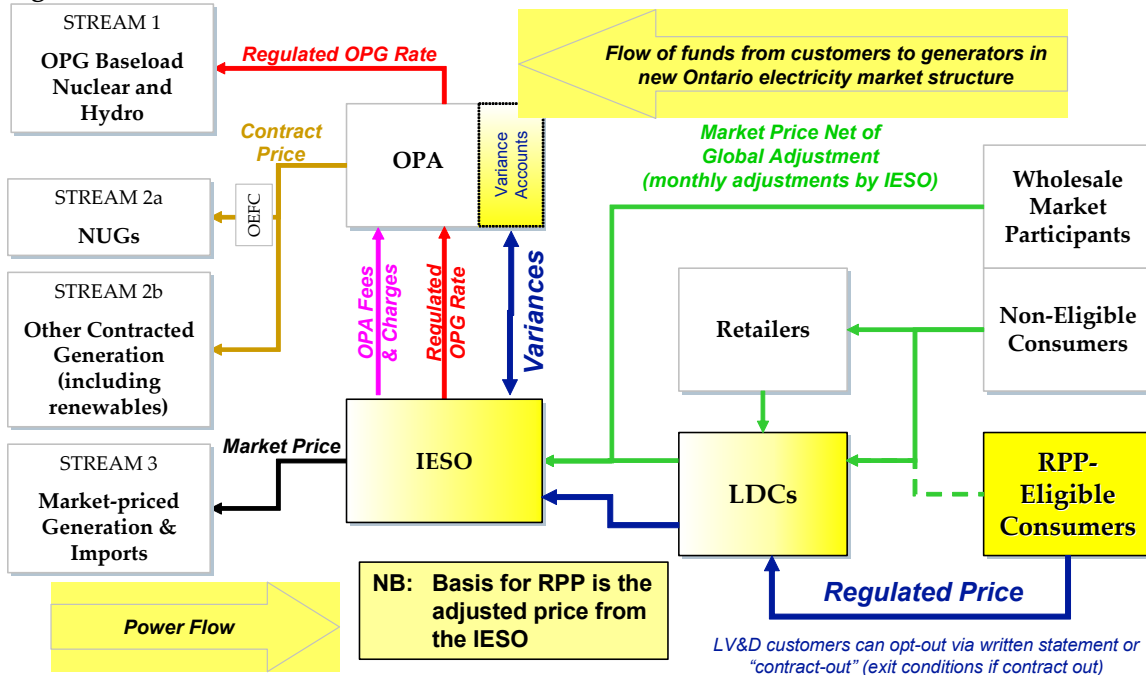 STREAM 1
OPG Baseload
Nuclear and
Hydro
Regulated OPG Rate
Flow of funds from customers to generators in
new Ontario electricity market structure
Contract
Price
OPA
Variance
Accounts
Market Price Net of
Global Adjustment
(monthly adjustments by IESO)
Wholesale
Market
Participants
STREAM 2a
NUGs
OEFC
STREAM 2b
Other Contracted
Generation
(including
renewables)
OPA Fees
& Charges
Regulated
OPG Rate
Variances
Retailers
Non-Eligible
Consumers
STREAM 3
Market-priced
Generation &
Imports
Market Price
IESO
LDCs
RPP-
Eligible
Consumers
Power Flow
NB: Basis for RPP is the
adjusted price from
the IESO
Regulated Price
LV&D customers can opt-out via written statement or
“contract-out” (exit conditions if contract out)